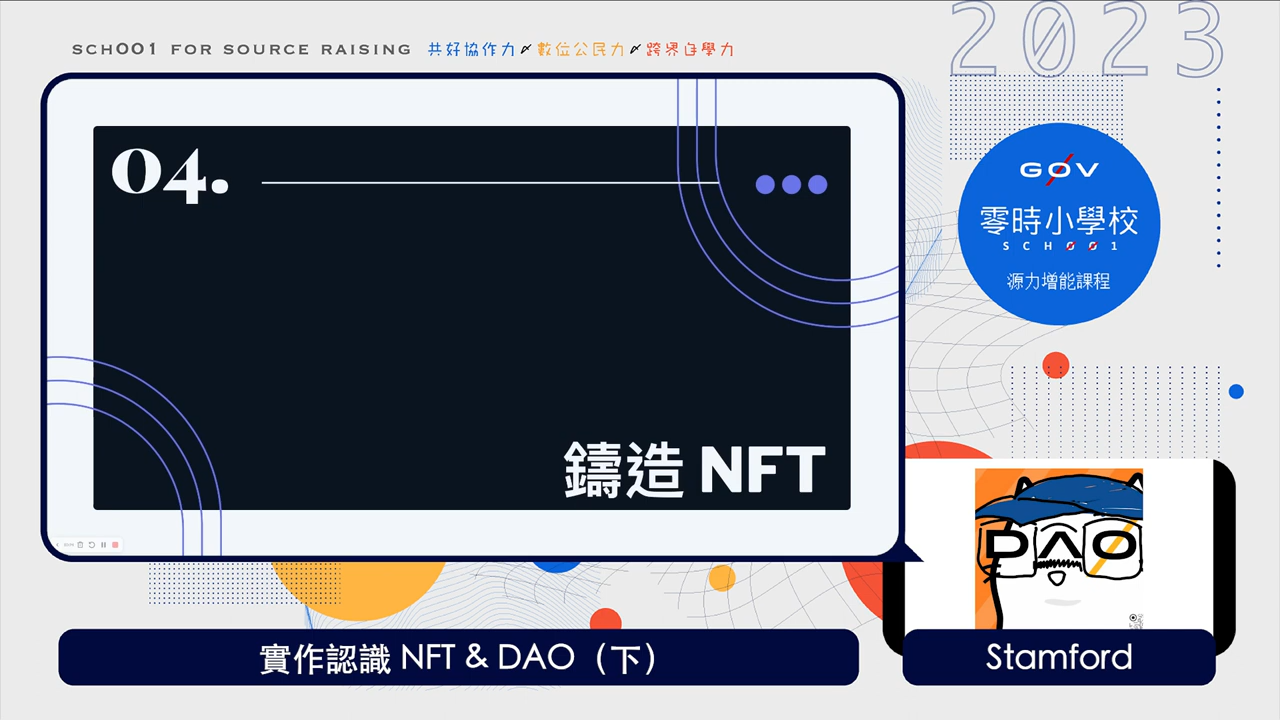 SCHOO1 FOR SOURCE RAISING 共好協作力 〆 數位公民力 〆 跨界自學力
2023
GOV
零時小學校
SCHOO1
源力增能課程
04.
鑄造 NFT
DAO
實作認識 NFT & DAO（下）
Stamford